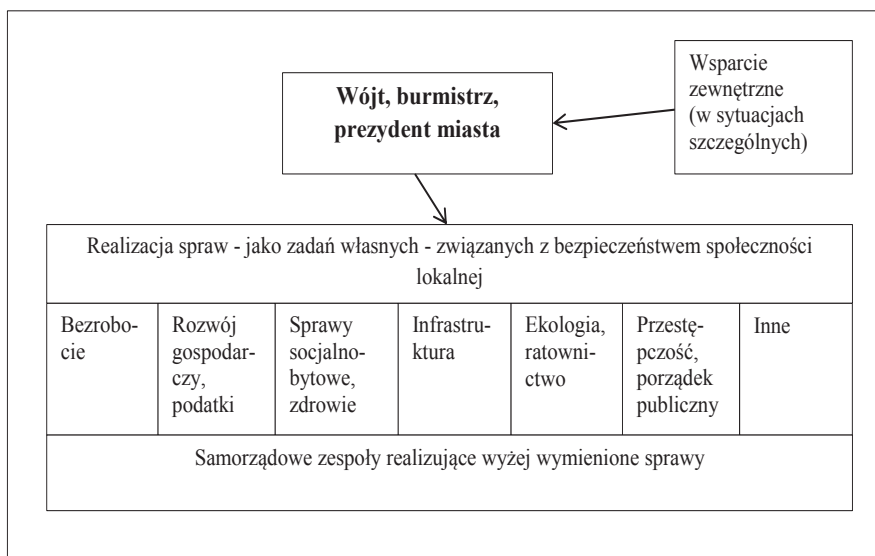 Wójt, burmistrz,
prezydent miasta
Wsparcie
zewnętrzne
(w sytuacjach
szczególnych)
Realizacja spraw - jako zadań własnych - związanych z bezpieczeństwem społeczności
lokalnej
Bezrobo-
cie
Rozwój
gospodar-
czy,
podatki
Sprawy
socjalno-
bytowe,
zdrowie
Infrastru-
ktura
Ekologia,
ratowni-
ctwo
Przestę-
pczość,
porządek
publiczny
Inne
Samorządowe zespoły realizujące wyżej wymienione sprawy